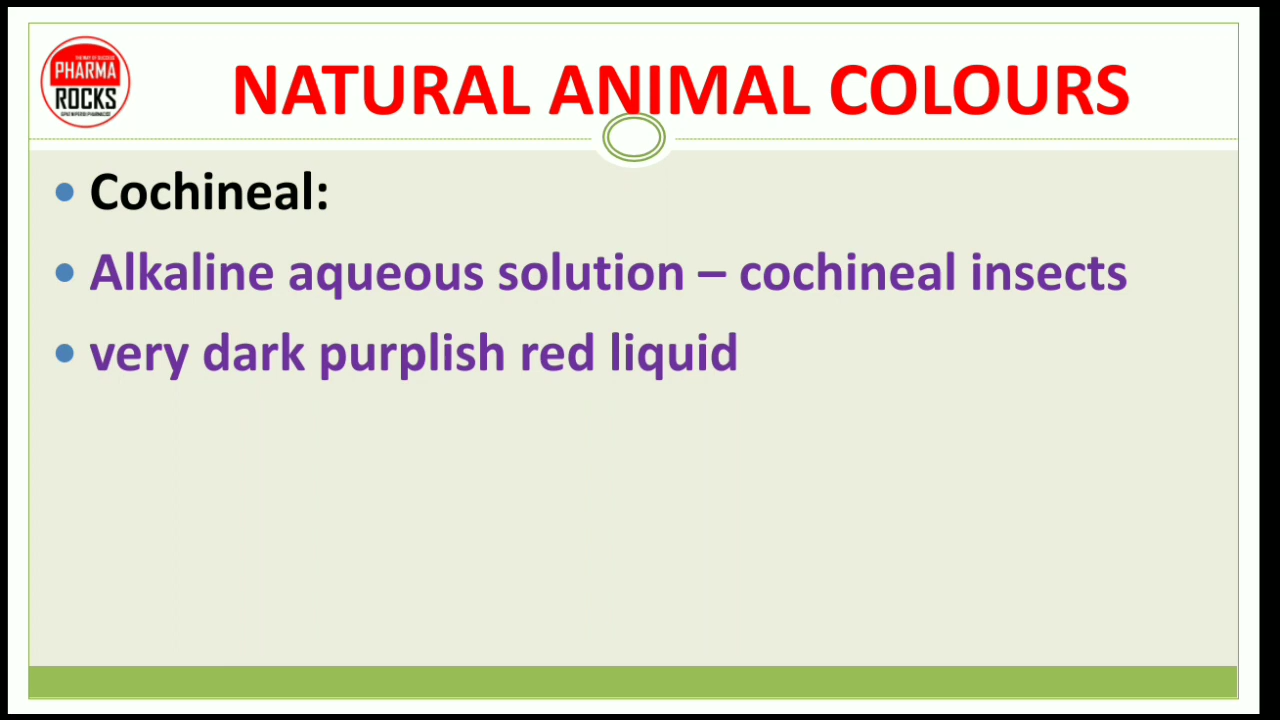 PHARMA
ROCKS
NATURAL ANIMAL COLOURS
Cochineal:
Alkaline aqueous solution – cochineal insects
very dark purplish red liquid